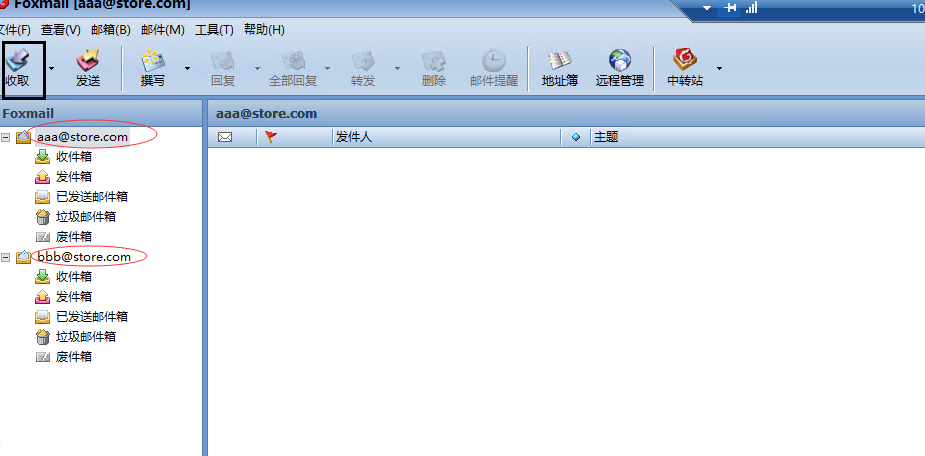 Foxmail [aaa@store.com]
10
文件(F) 查看(V) 邮箱(B) 邮件(M) 工具(T) 帮助(H)
收取 发送 撰写 回复 全部回复 转发 删除 邮件提醒 地址簿 远程管理 中转站
Foxmail
aaa@store.com
收件箱
发件箱
已发送邮件箱
垃圾邮件箱
废件箱
bbb@store.com
收件箱
发件箱
已发送邮件箱
垃圾邮件箱
废件箱
aaa@store.com
发件人 主题